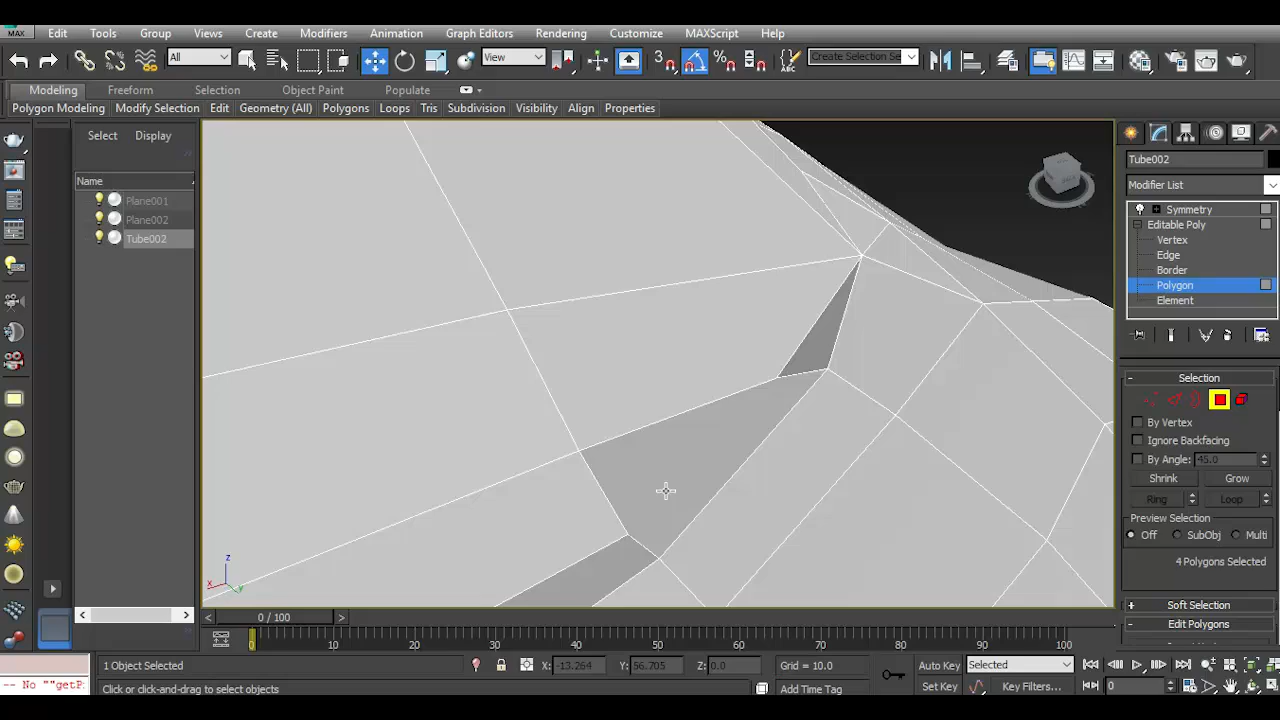 MAX Edit Tools Group Views Create Modifiers Animation Graph Editors Rendering Customize MAXScript Help
All View 3 % ABC Create Selection Se
Modeling Freeform Selection Object Paint Populate
Polygon Modeling Modify Selection Edit Geometry (All) Polygons Loops Tris Subdivision Visibility Align Properties
Select Display
Name
Plane001
Plane002
Tube002
Tube002
Modifier List
Symmetry
Editable Poly
Vertex
Edge
Border
Polygon
Element
- Selection
By Vertex
Ignore Backfacing
By Angle: 45.0
Shrink Grow
Ring Loop
Preview Selection
Off SubObj Multi
4 Polygons Selected
+ Soft Selection
- Edit Polygons
z
x y
< 0 / 100 >
0 10 20 30 40 50 60 70 80 90 100
1 Object Selected X: -13.264 Y: 56.705 Z: 0.0 Grid = 10.0 Auto Key Selected
-- No ""getP: Click or click-and-drag to select objects Add Time Tag Set Key Key Filters... 0